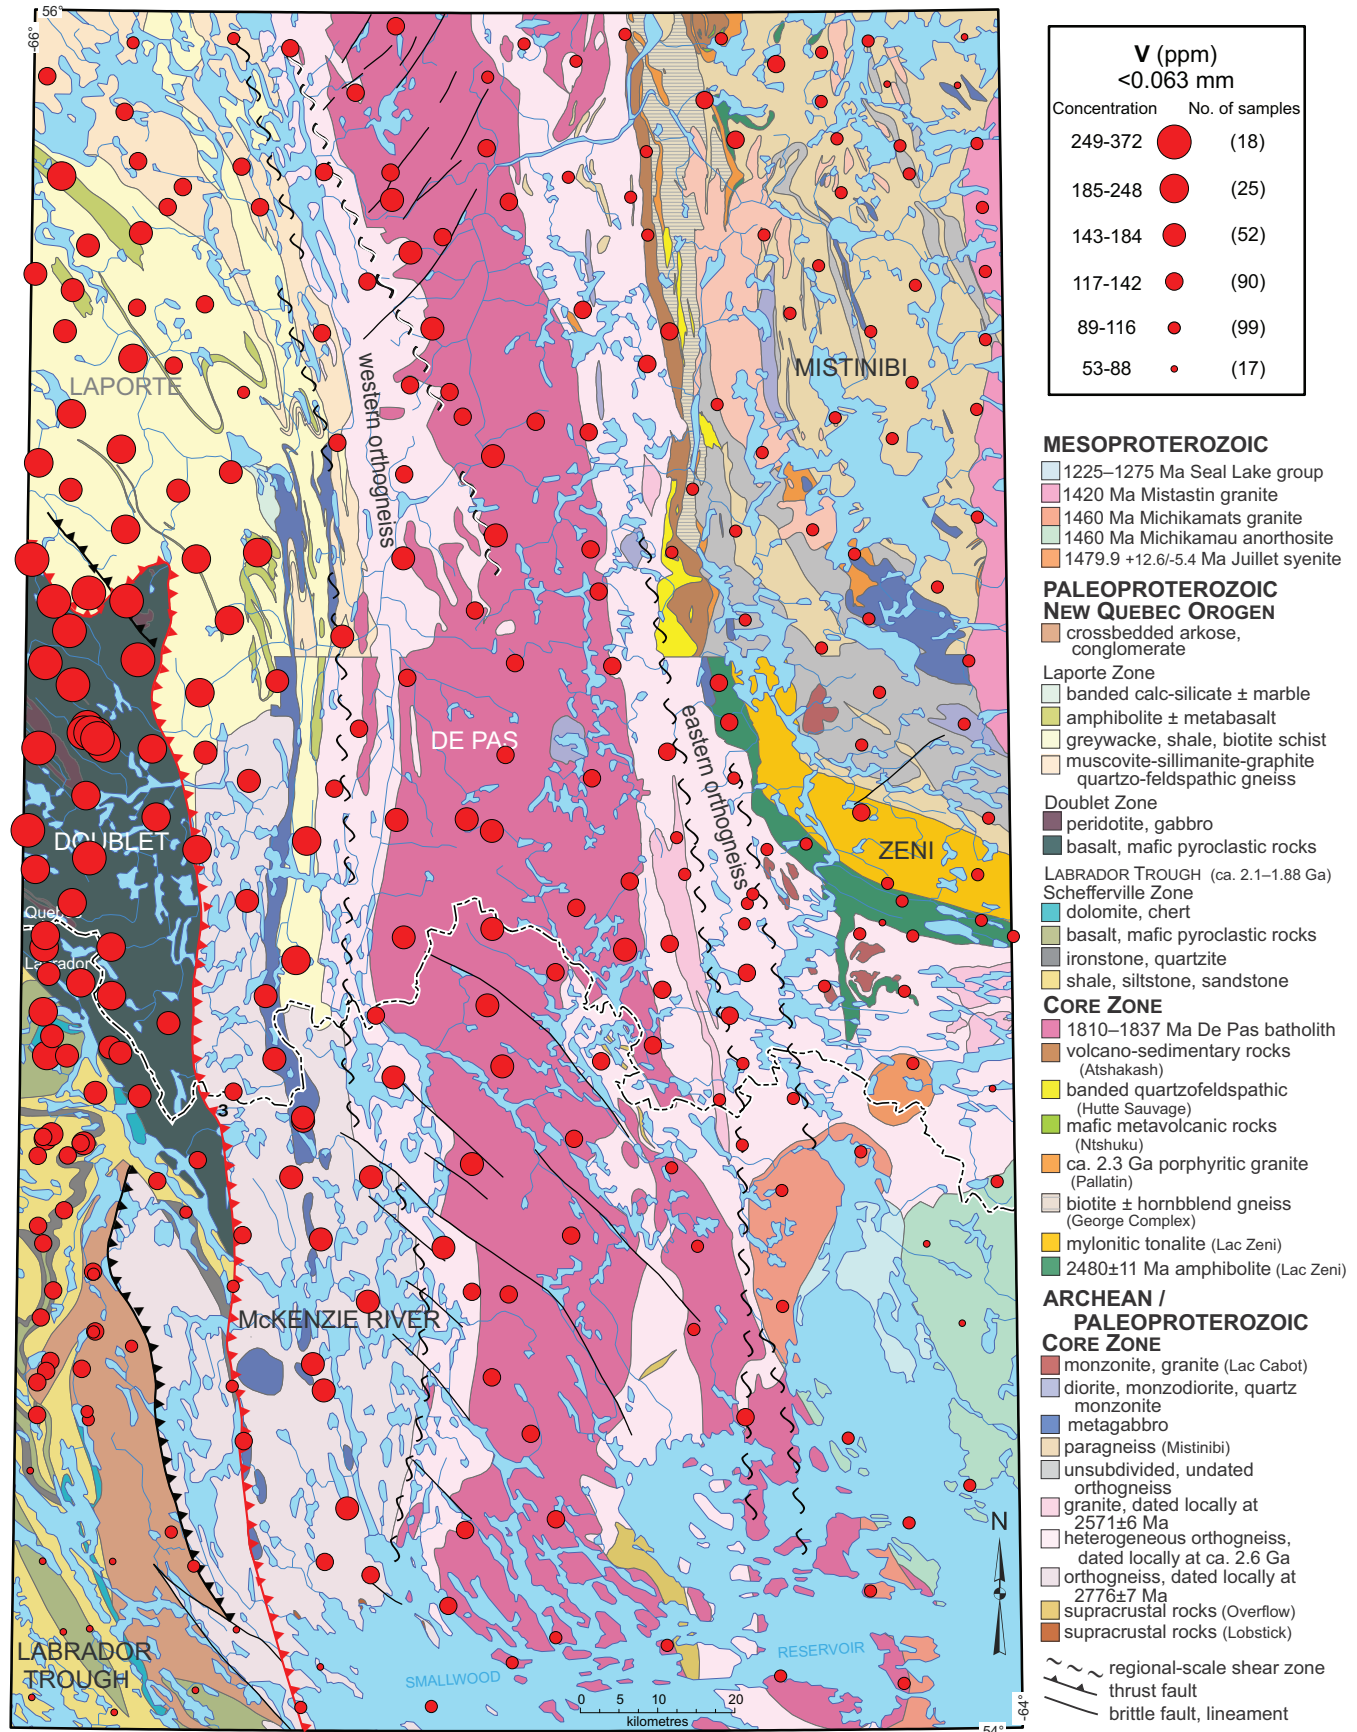 56°
-66°
LAPORTE
western orthogneiss
MISTINIBI
DE PAS
eastern orthogneiss
DOUBLET
ZENI
Quebec
Labrador
3
McKENZIE RIVER
N
LABRADOR
TROUGH
SMALLWOOD
RESERVOIR
0 5 10 20
kilometres
54°
-64°
V (ppm)
<0.063 mm
Concentration No. of samples
249-372 (18)
185-248 (25)
143-184 (52)
117-142 (90)
89-116 (99)
53-88 (17)
MESOPROTEROZOIC
1225–1275 Ma Seal Lake group
1420 Ma Mistastin granite
1460 Ma Michikamats granite
1460 Ma Michikamau anorthosite
1479.9 +12.6/-5.4 Ma Juillet syenite
PALEOPROTEROZOIC
NEW QUEBEC OROGEN
crossbedded arkose,
conglomerate
Laporte Zone
banded calc-silicate ± marble
amphibolite ± metabasalt
greywacke, shale, biotite schist
muscovite-sillimanite-graphite
quartzo-feldspathic gneiss
Doublet Zone
peridotite, gabbro
basalt, mafic pyroclastic rocks
LABRADOR TROUGH (ca. 2.1–1.88 Ga)
Schefferville Zone
dolomite, chert
basalt, mafic pyroclastic rocks
ironstone, quartzite
shale, siltstone, sandstone
CORE ZONE
1810–1837 Ma De Pas batholith
volcano-sedimentary rocks
(Atshakash)
banded quartzofeldspathic
(Hutte Sauvage)
mafic metavolcanic rocks
(Ntshuku)
ca. 2.3 Ga porphyritic granite
(Pallatin)
biotite ± hornbblend gneiss
(George Complex)
mylonitic tonalite (Lac Zeni)
2480±11 Ma amphibolite (Lac Zeni)
ARCHEAN /
PALEOPROTEROZOIC
CORE ZONE
monzonite, granite (Lac Cabot)
diorite, monzodiorite, quartz
monzonite
metagabbro
paragneiss (Mistinibi)
unsubdivided, undated
orthogneiss
granite, dated locally at
2571±6 Ma
heterogeneous orthogneiss,
dated locally at ca. 2.6 Ga
orthogneiss, dated locally at
2776±7 Ma
supracrustal rocks (Overflow)
supracrustal rocks (Lobstick)
regional-scale shear zone
thrust fault
brittle fault, lineament